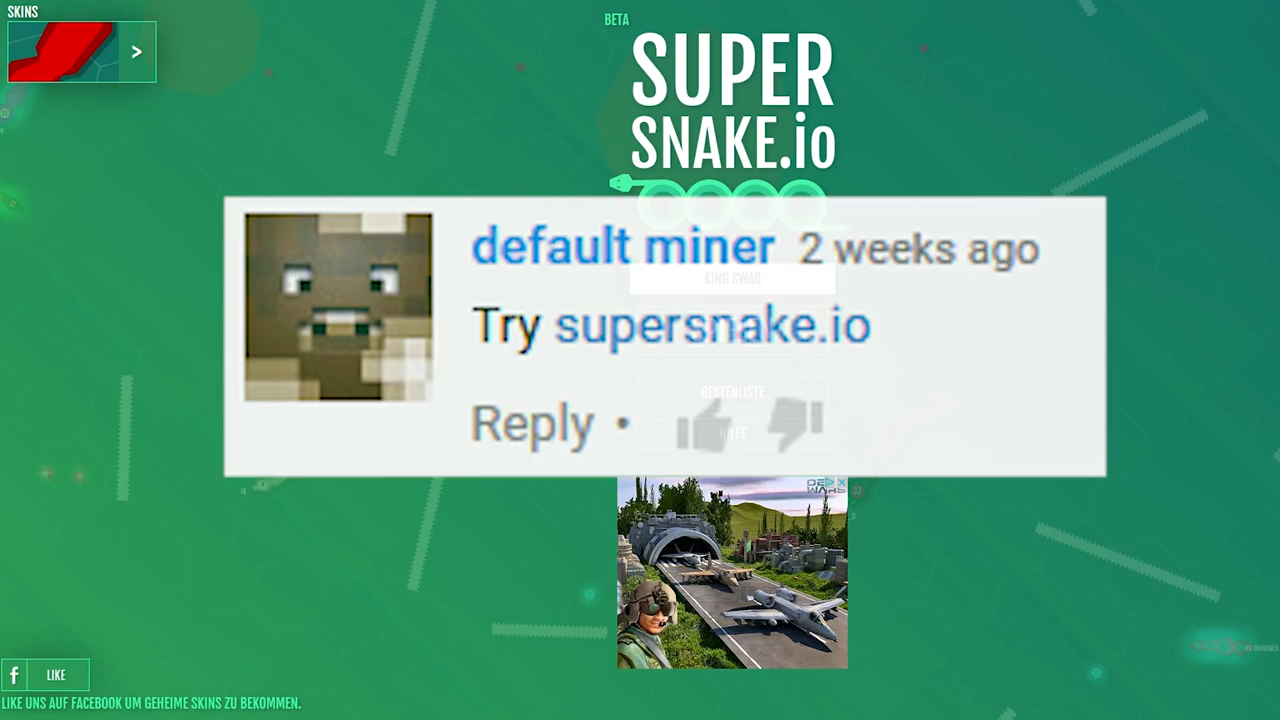 SKINS
>
BETA
SUPER
SNAKE.io
default miner 2 weeks ago
KING SWAG
Try supersnake.io
BESTENLISTE
Reply •
HILFE
32
f LIKE
LIKE UNS AUF FACEBOOK UM GEHEIME SKINS ZU BEKOMMEN.